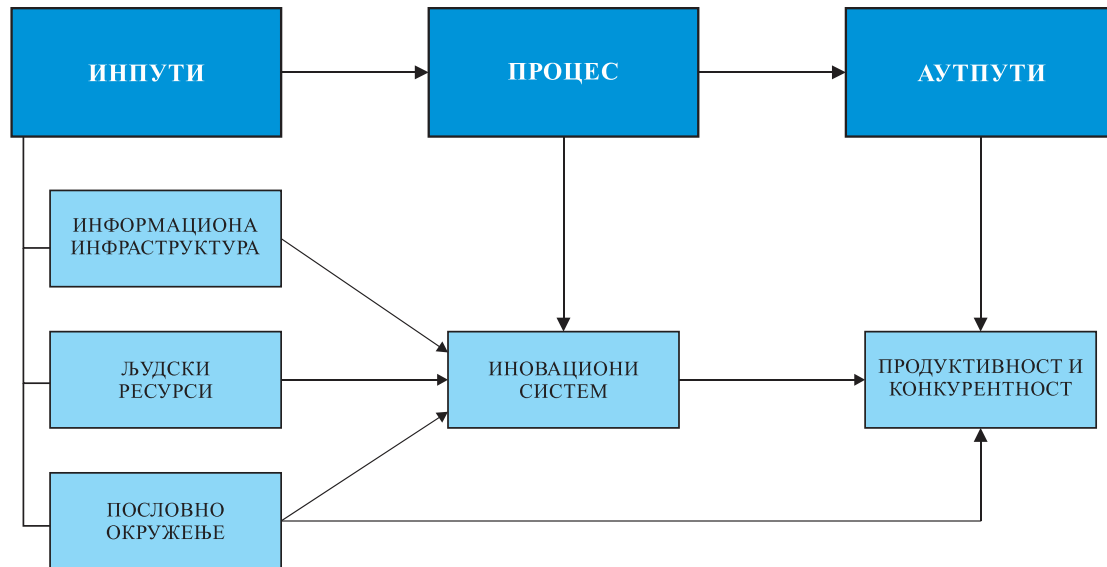 ИНПУТИ
ПРОЦЕС
АУТПУТИ
ИНФОРМАЦИОНА
ИНФРАСТРУКТУРА
ЉУДСКИ
РЕСУРСИ
ИНОВАЦИОНИ
СИСТЕМ
ПРОДУКТИВНОСТ И
КОНКУРЕНТНОСТ
ПОСЛОВНО
ОКРУЖЕЊЕ